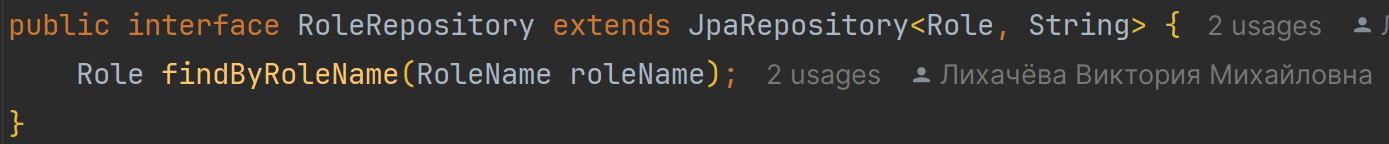 public interface RoleRepository extends JpaRepository<Role, String> { 2 usages
Role findByRoleName(RoleName roleName); 2 usages Лихачёва Виктория Михайловна
}